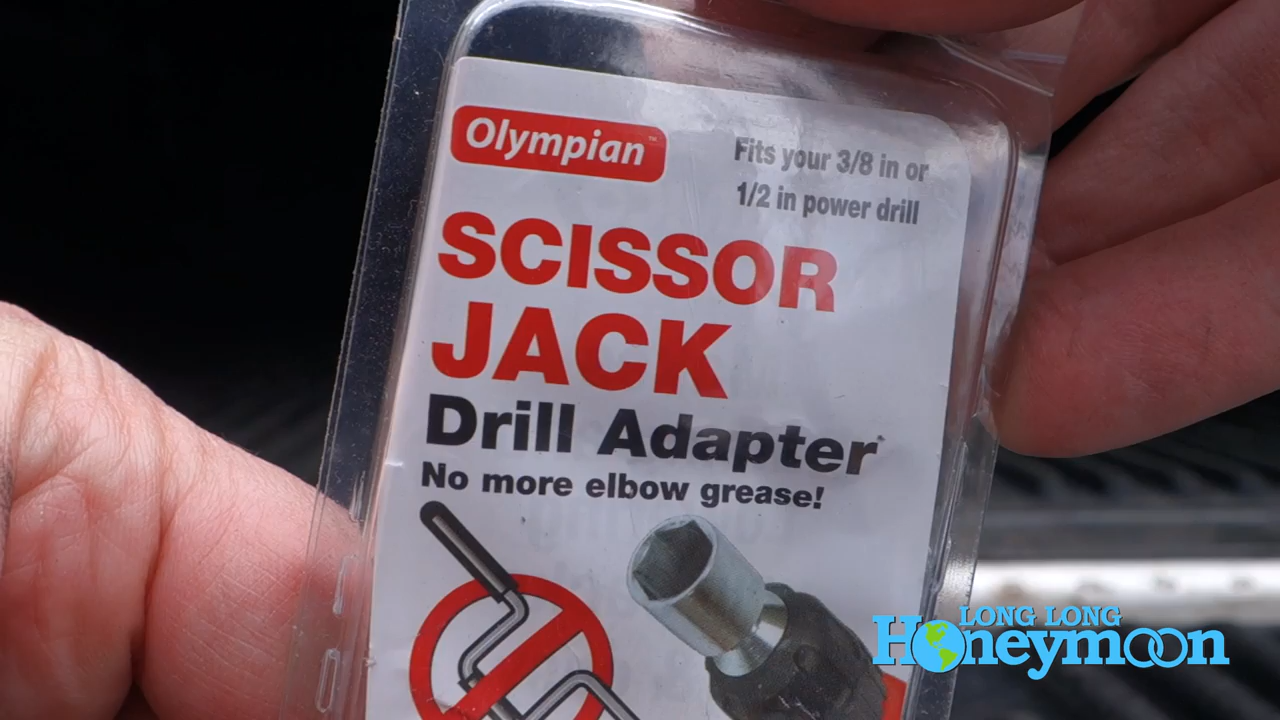 Olympian™
Fits your 3/8 in or
1/2 in power drill
SCISSOR
JACK
Drill Adapter
No more elbow grease!
LONG LONG
Honeymoon